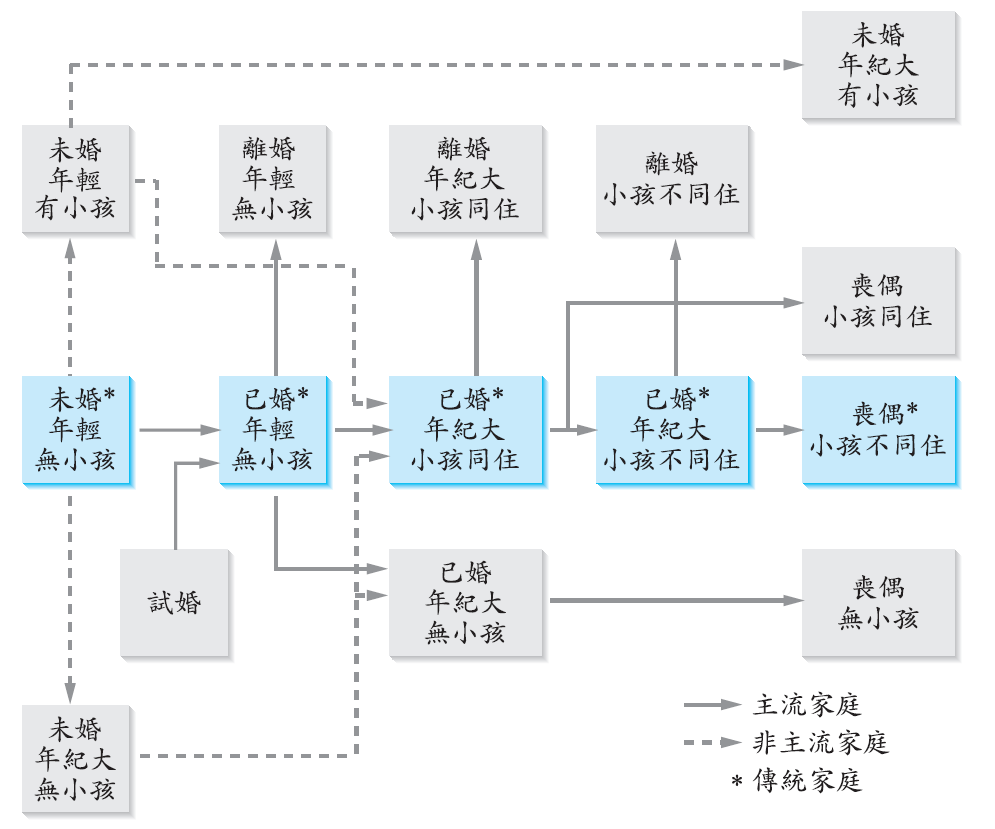 未婚
年紀大
有小孩
未婚
年輕
有小孩
離婚
年輕
無小孩
離婚
年紀大
小孩同住
離婚
小孩不同住
喪偶
小孩同住
未婚*
年輕
無小孩
已婚*
年輕
無小孩
已婚*
年紀大
小孩同住
已婚*
年紀大
小孩不同住
喪偶*
小孩不同住
試婚
已婚
年紀大
無小孩
喪偶
無小孩
未婚
年紀大
無小孩
主流家庭
非主流家庭
* 傳統家庭